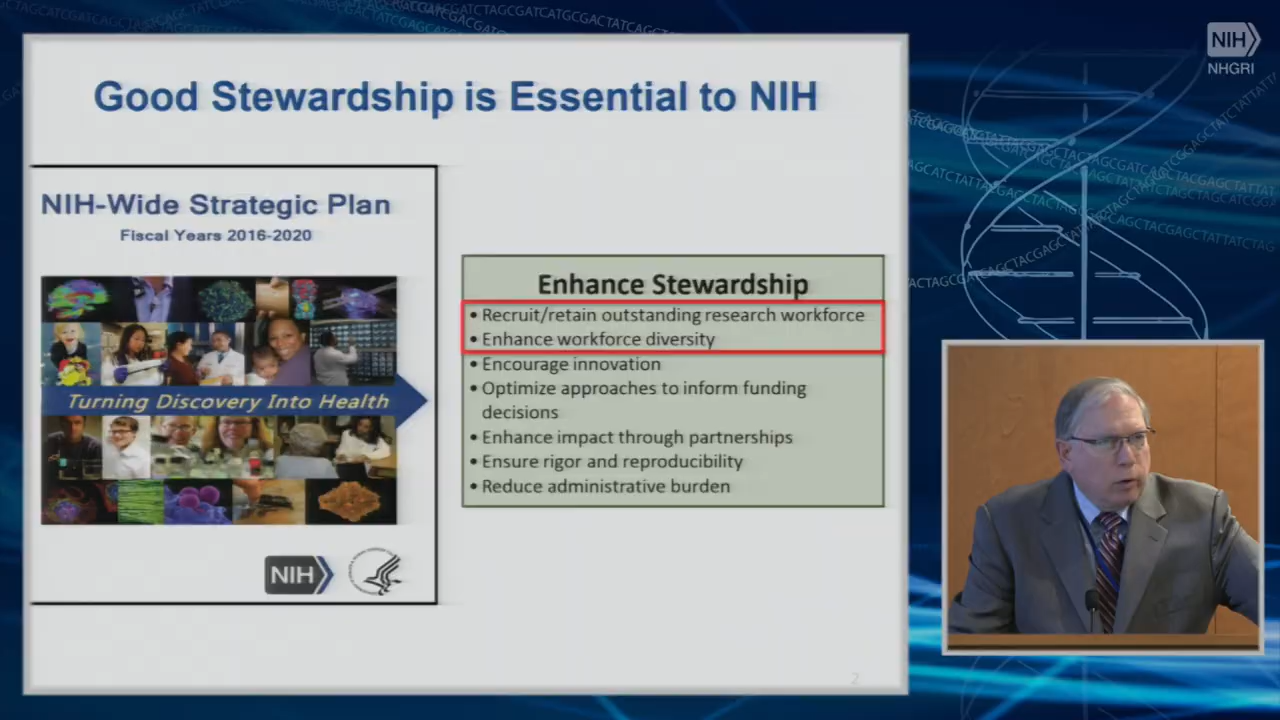 Good Stewardship is Essential to NIH
NIH-Wide Strategic Plan
Fiscal Years 2016-2020
Turning Discovery Into Health
NIH
Enhance Stewardship
• Recruit/retain outstanding research workforce
• Enhance workforce diversity
• Encourage innovation
• Optimize approaches to inform funding
decisions
• Enhance impact through partnerships
• Ensure rigor and reproducibility
• Reduce administrative burden
2
NIH
NHGRI